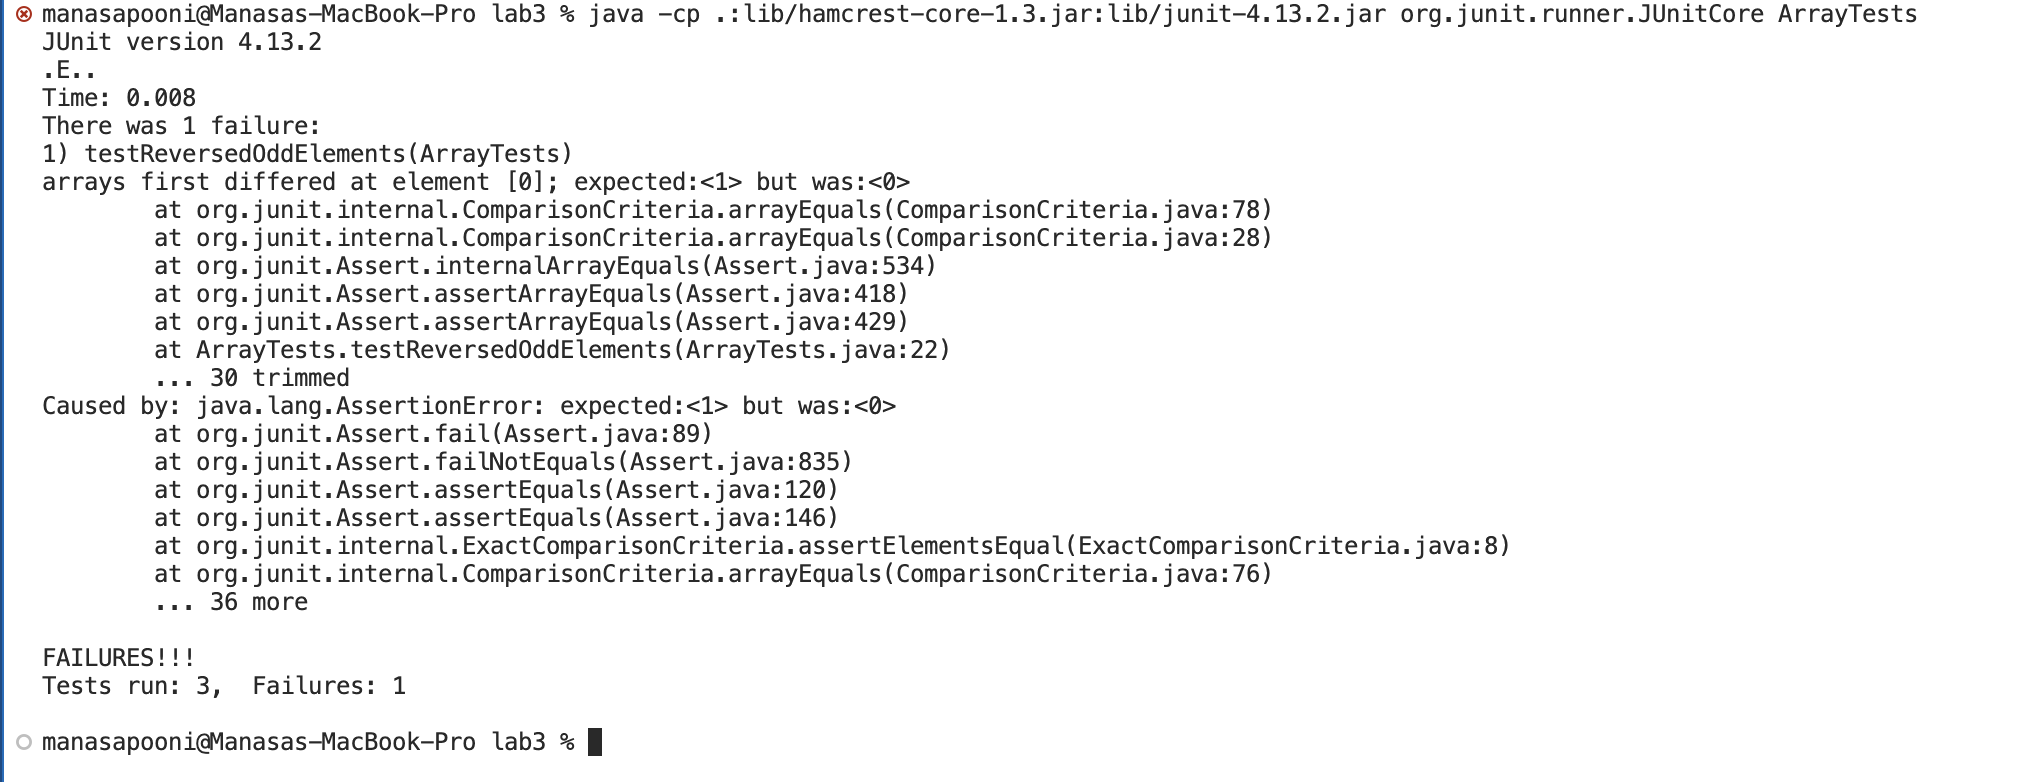 manasapooni@Manasas-MacBook-Pro lab3 % java -cp .:lib/hamcrest-core-1.3.jar:lib/junit-4.13.2.jar org.junit.runner.JUnitCore ArrayTests
JUnit version 4.13.2
.E..
Time: 0.008
There was 1 failure:
1) testReversedOddElements(ArrayTests)
arrays first differed at element [0]; expected:<1> but was:<0>
        at org.junit.internal.ComparisonCriteria.arrayEquals(ComparisonCriteria.java:78)
        at org.junit.internal.ComparisonCriteria.arrayEquals(ComparisonCriteria.java:28)
        at org.junit.Assert.internalArrayEquals(Assert.java:534)
        at org.junit.Assert.assertArrayEquals(Assert.java:418)
        at org.junit.Assert.assertArrayEquals(Assert.java:429)
        at ArrayTests.testReversedOddElements(ArrayTests.java:22)
        ... 30 trimmed
Caused by: java.lang.AssertionError: expected:<1> but was:<0>
        at org.junit.Assert.fail(Assert.java:89)
        at org.junit.Assert.failNotEquals(Assert.java:835)
        at org.junit.Assert.assertEquals(Assert.java:120)
        at org.junit.Assert.assertEquals(Assert.java:146)
        at org.junit.internal.ExactComparisonCriteria.assertElementsEqual(ExactComparisonCriteria.java:8)
        at org.junit.internal.ComparisonCriteria.arrayEquals(ComparisonCriteria.java:76)
        ... 36 more

FAILURES!!!
Tests run: 3,  Failures: 1

manasapooni@Manasas-MacBook-Pro lab3 %